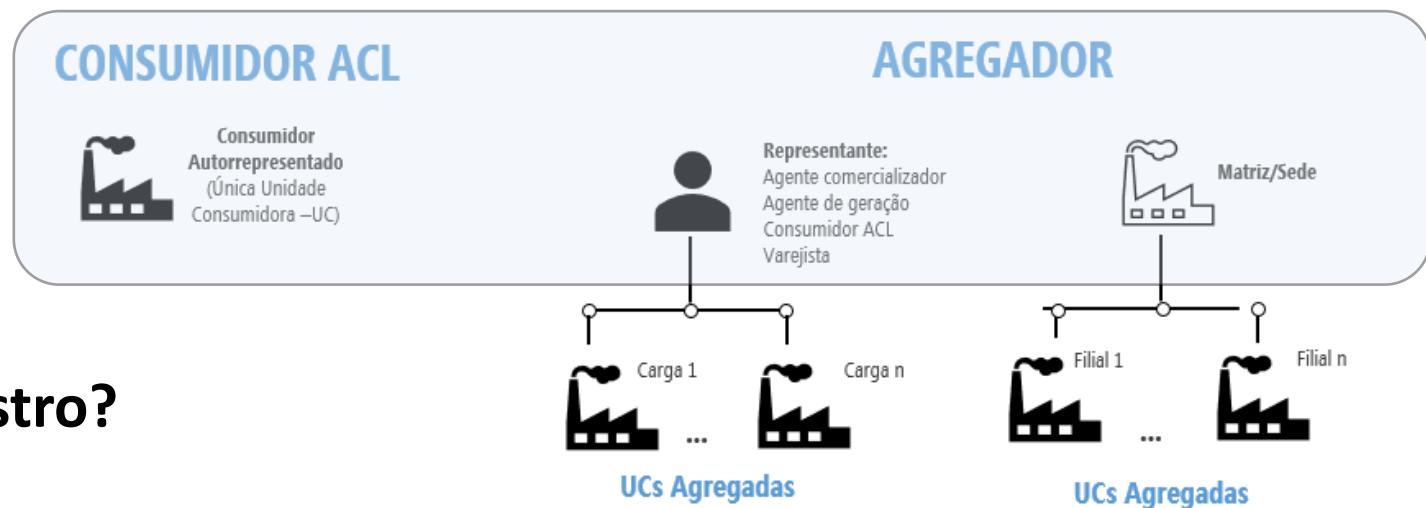 CONSUMIDOR ACL
Consumidor
Autorrepresentado
(Única Unidade
Consumidora –UC)
AGREGADOR
Representante:
Agente comercializador
Agente de geração
Consumidor ACL
Varejista
Matriz/Sede
Carga 1
Carga n
...
UCs Agregadas
Filial 1
Filial n
...
UCs Agregadas
stro?